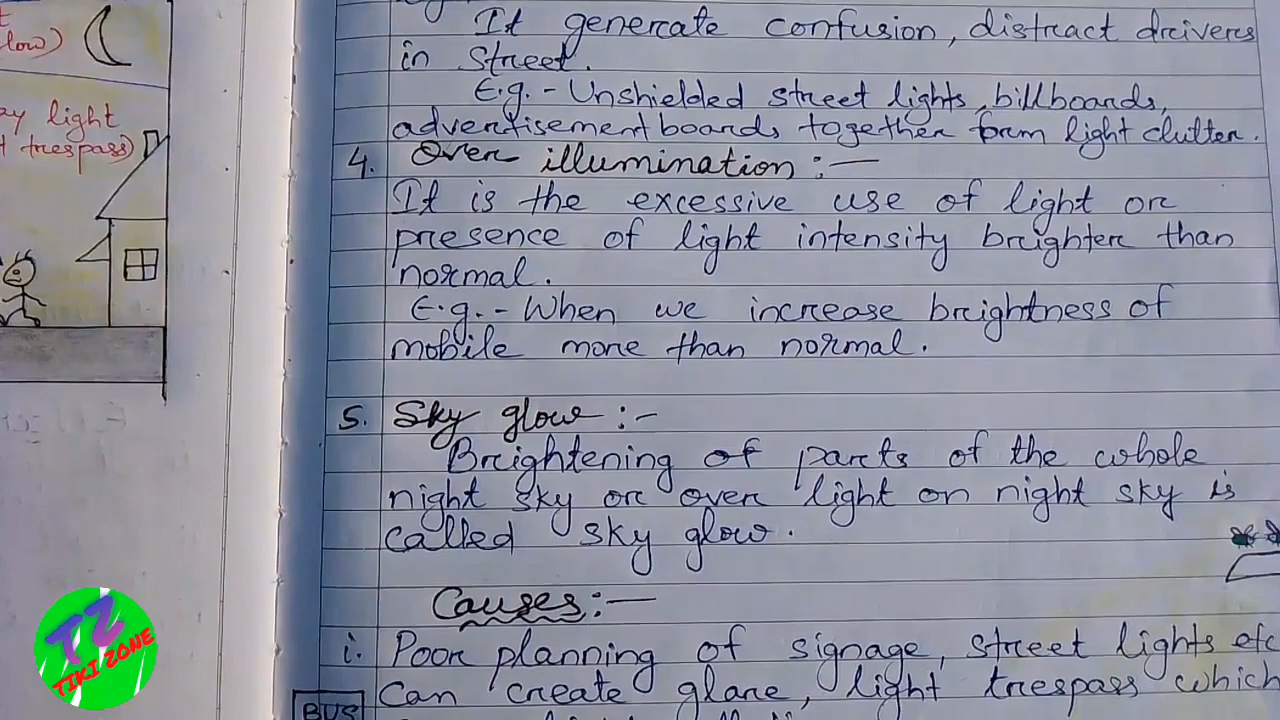 low)
ay light
t trespass)
It generate confusion, distract drivers
in street.
E.g.- Unshielded street lights, billboards,
advertisement boards together form light clutter.
4. Over illumination :-
It is the excessive use of light or
presence of light intensity brighter than
normal.
E.g.- When we increase brightness of
mobile more than normal.
5. Sky glow :-
Brightening of parts of the whole
night sky or over light on night sky is
called sky glow.
Causes :-
i. Poor planning of signage, street lights etc
can create glare, light trespass which
BUS
TZ
TIKI ZONE